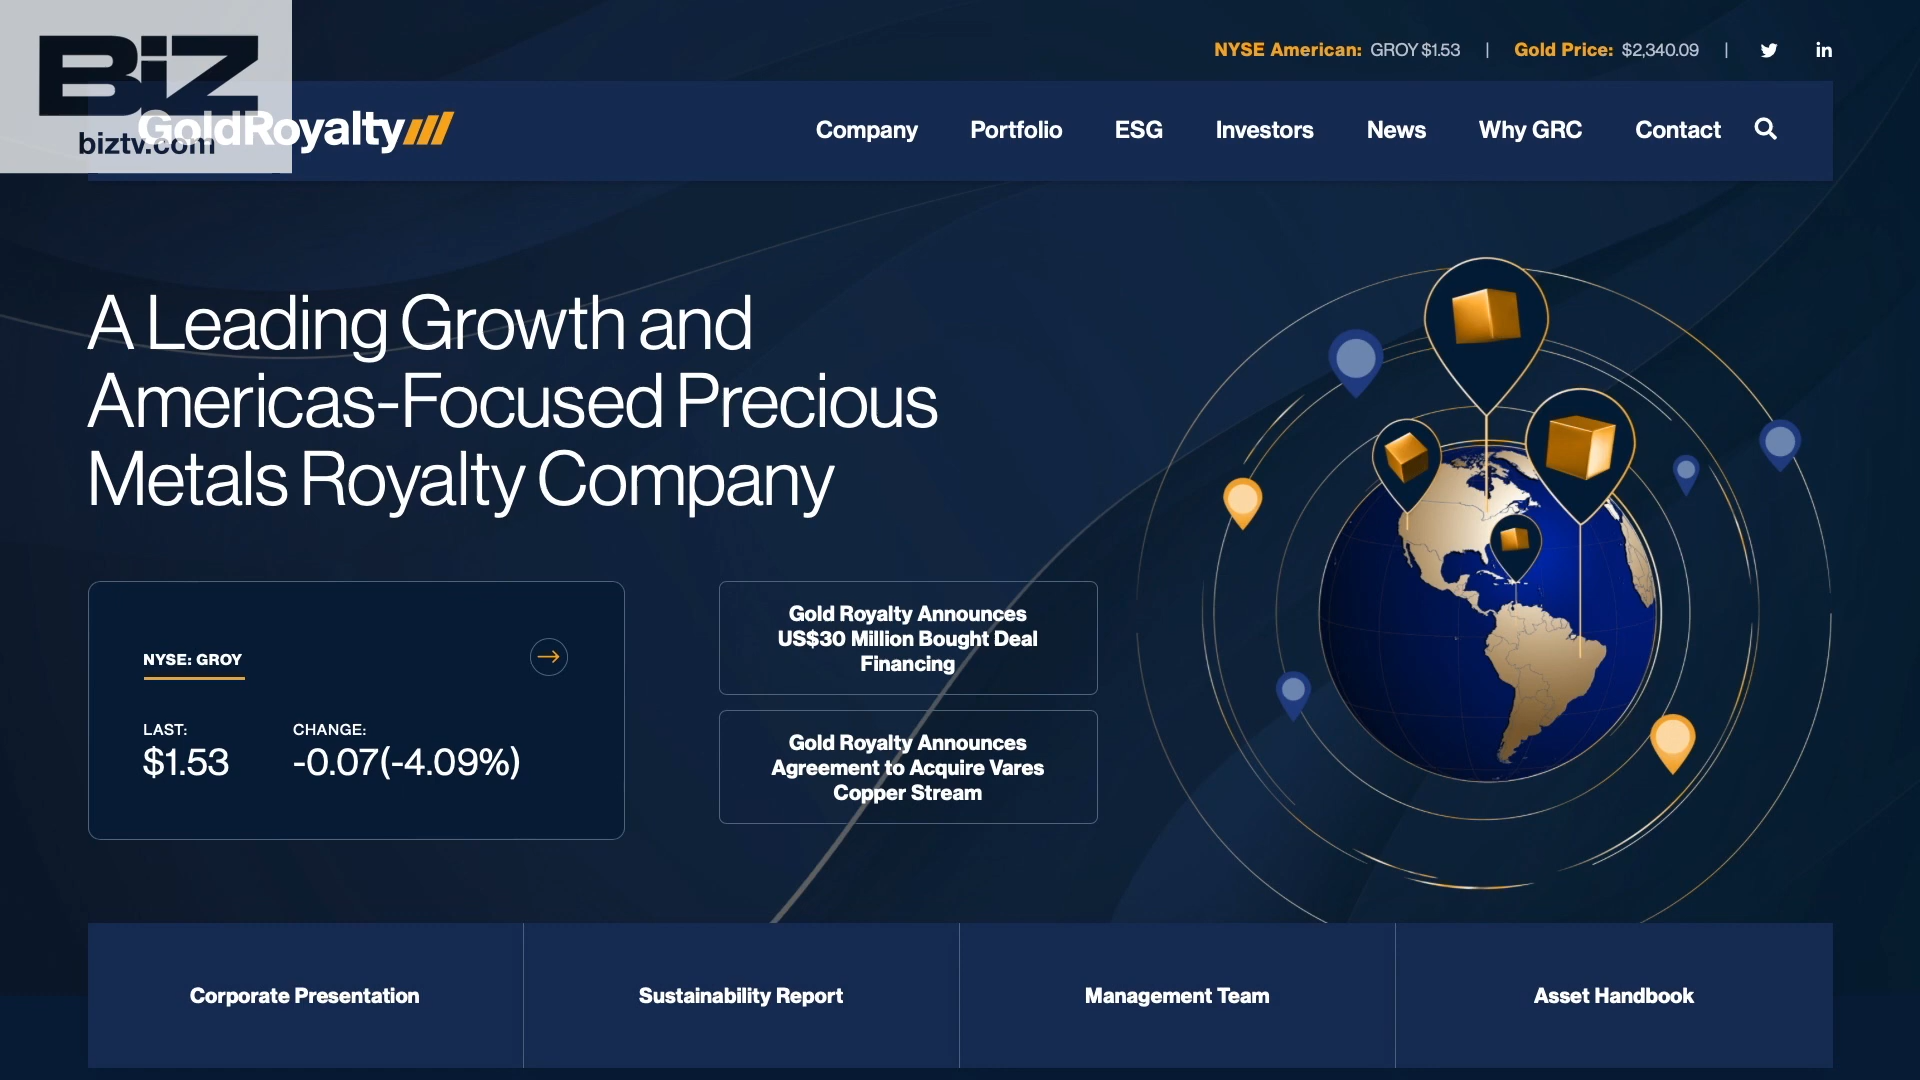 BiZ
biztv.com
NYSE American: GROY $1.53 | Gold Price: $2,340.09 |
GoldRoyalty
Company Portfolio ESG Investors News Why GRC Contact
A Leading Growth and
Americas-Focused Precious
Metals Royalty Company
NYSE: GROY
LAST: CHANGE:
$1.53 -0.07(-4.09%)
Gold Royalty Announces
US$30 Million Bought Deal
Financing
Gold Royalty Announces
Agreement to Acquire Vares
Copper Stream
Corporate Presentation Sustainability Report Management Team Asset Handbook